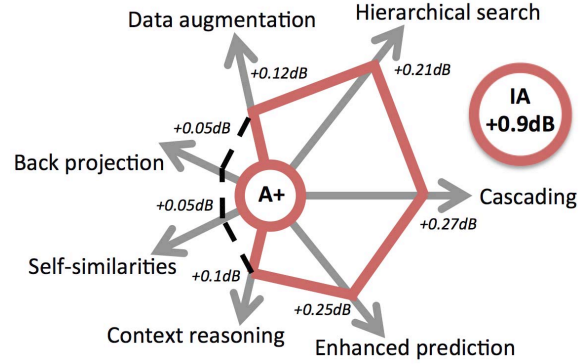 Data augmentation
Hierarchical search
+0.12dB
+0.21dB
IA
+0.9dB
+0.05dB
Back projection
A+
Cascading
+0.05dB
+0.27dB
Self-similarities
+0.1dB
+0.25dB
Context reasoning
Enhanced prediction